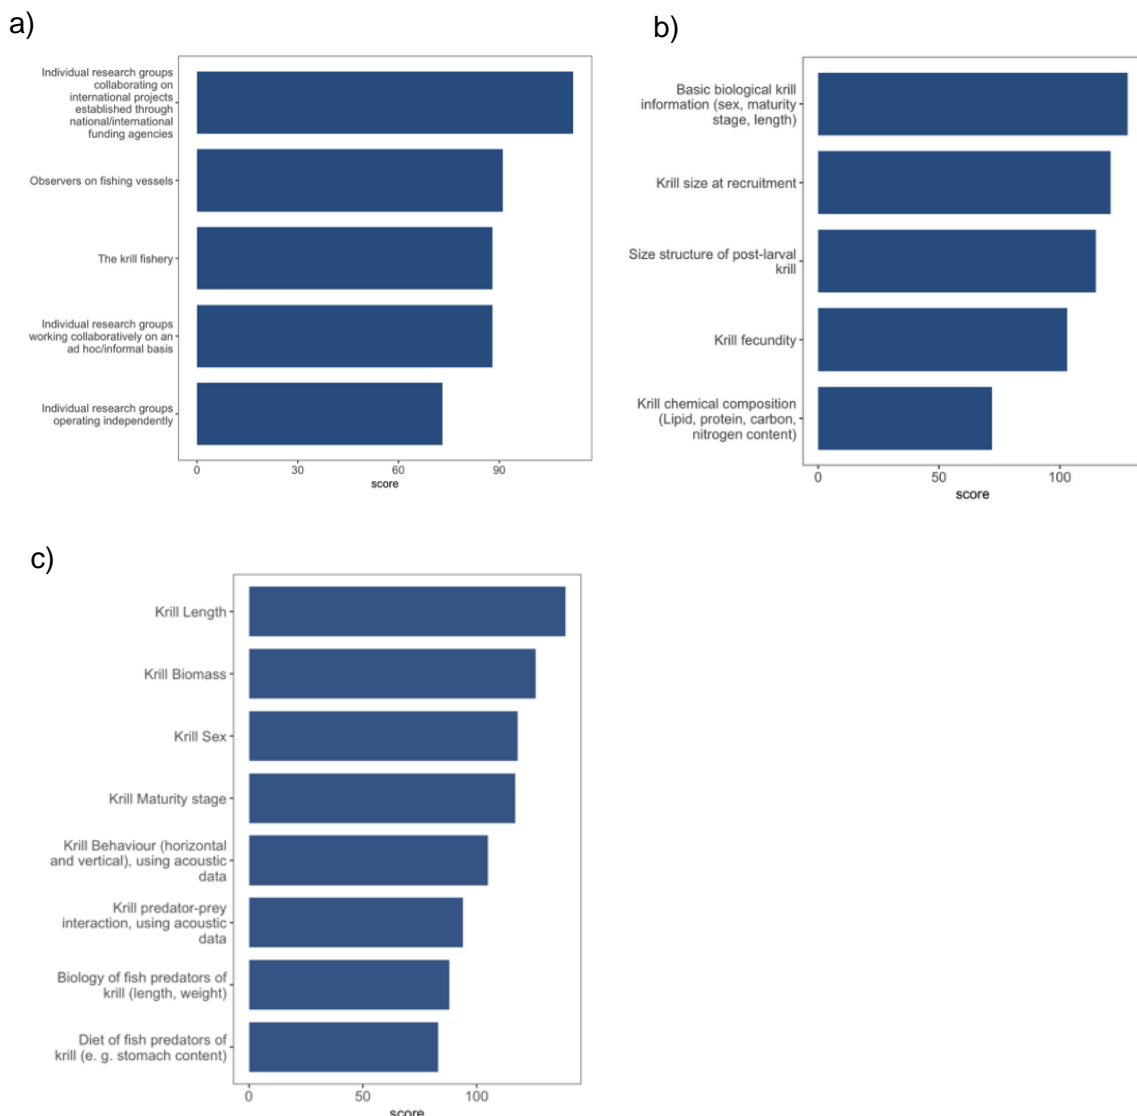 a)
Individual research groups
collaborating on
international projects
established through
national/international
funding agencies
Observers on fishing vessels
The krill fishery
Individual research groups
working collaboratively on an
ad hoc/informal basis
Individual research groups
operating independently
0 30 60 90
score
b)
Basic biological krill
information (sex, maturity
stage, length)
Krill size at recruitment
Size structure of post-larval
krill
Krill fecundity
Krill chemical composition
(Lipid, protein, carbon,
nitrogen content)
0 50 100
score
c)
Krill Length
Krill Biomass
Krill Sex
Krill Maturity stage
Krill Behaviour (horizontal
and vertical), using acoustic
data
Krill predator-prey
interaction, using acoustic
data
Biology of fish predators of
krill (length, weight)
Diet of fish predators of
krill (e. g. stomach content)
0 50 100
score